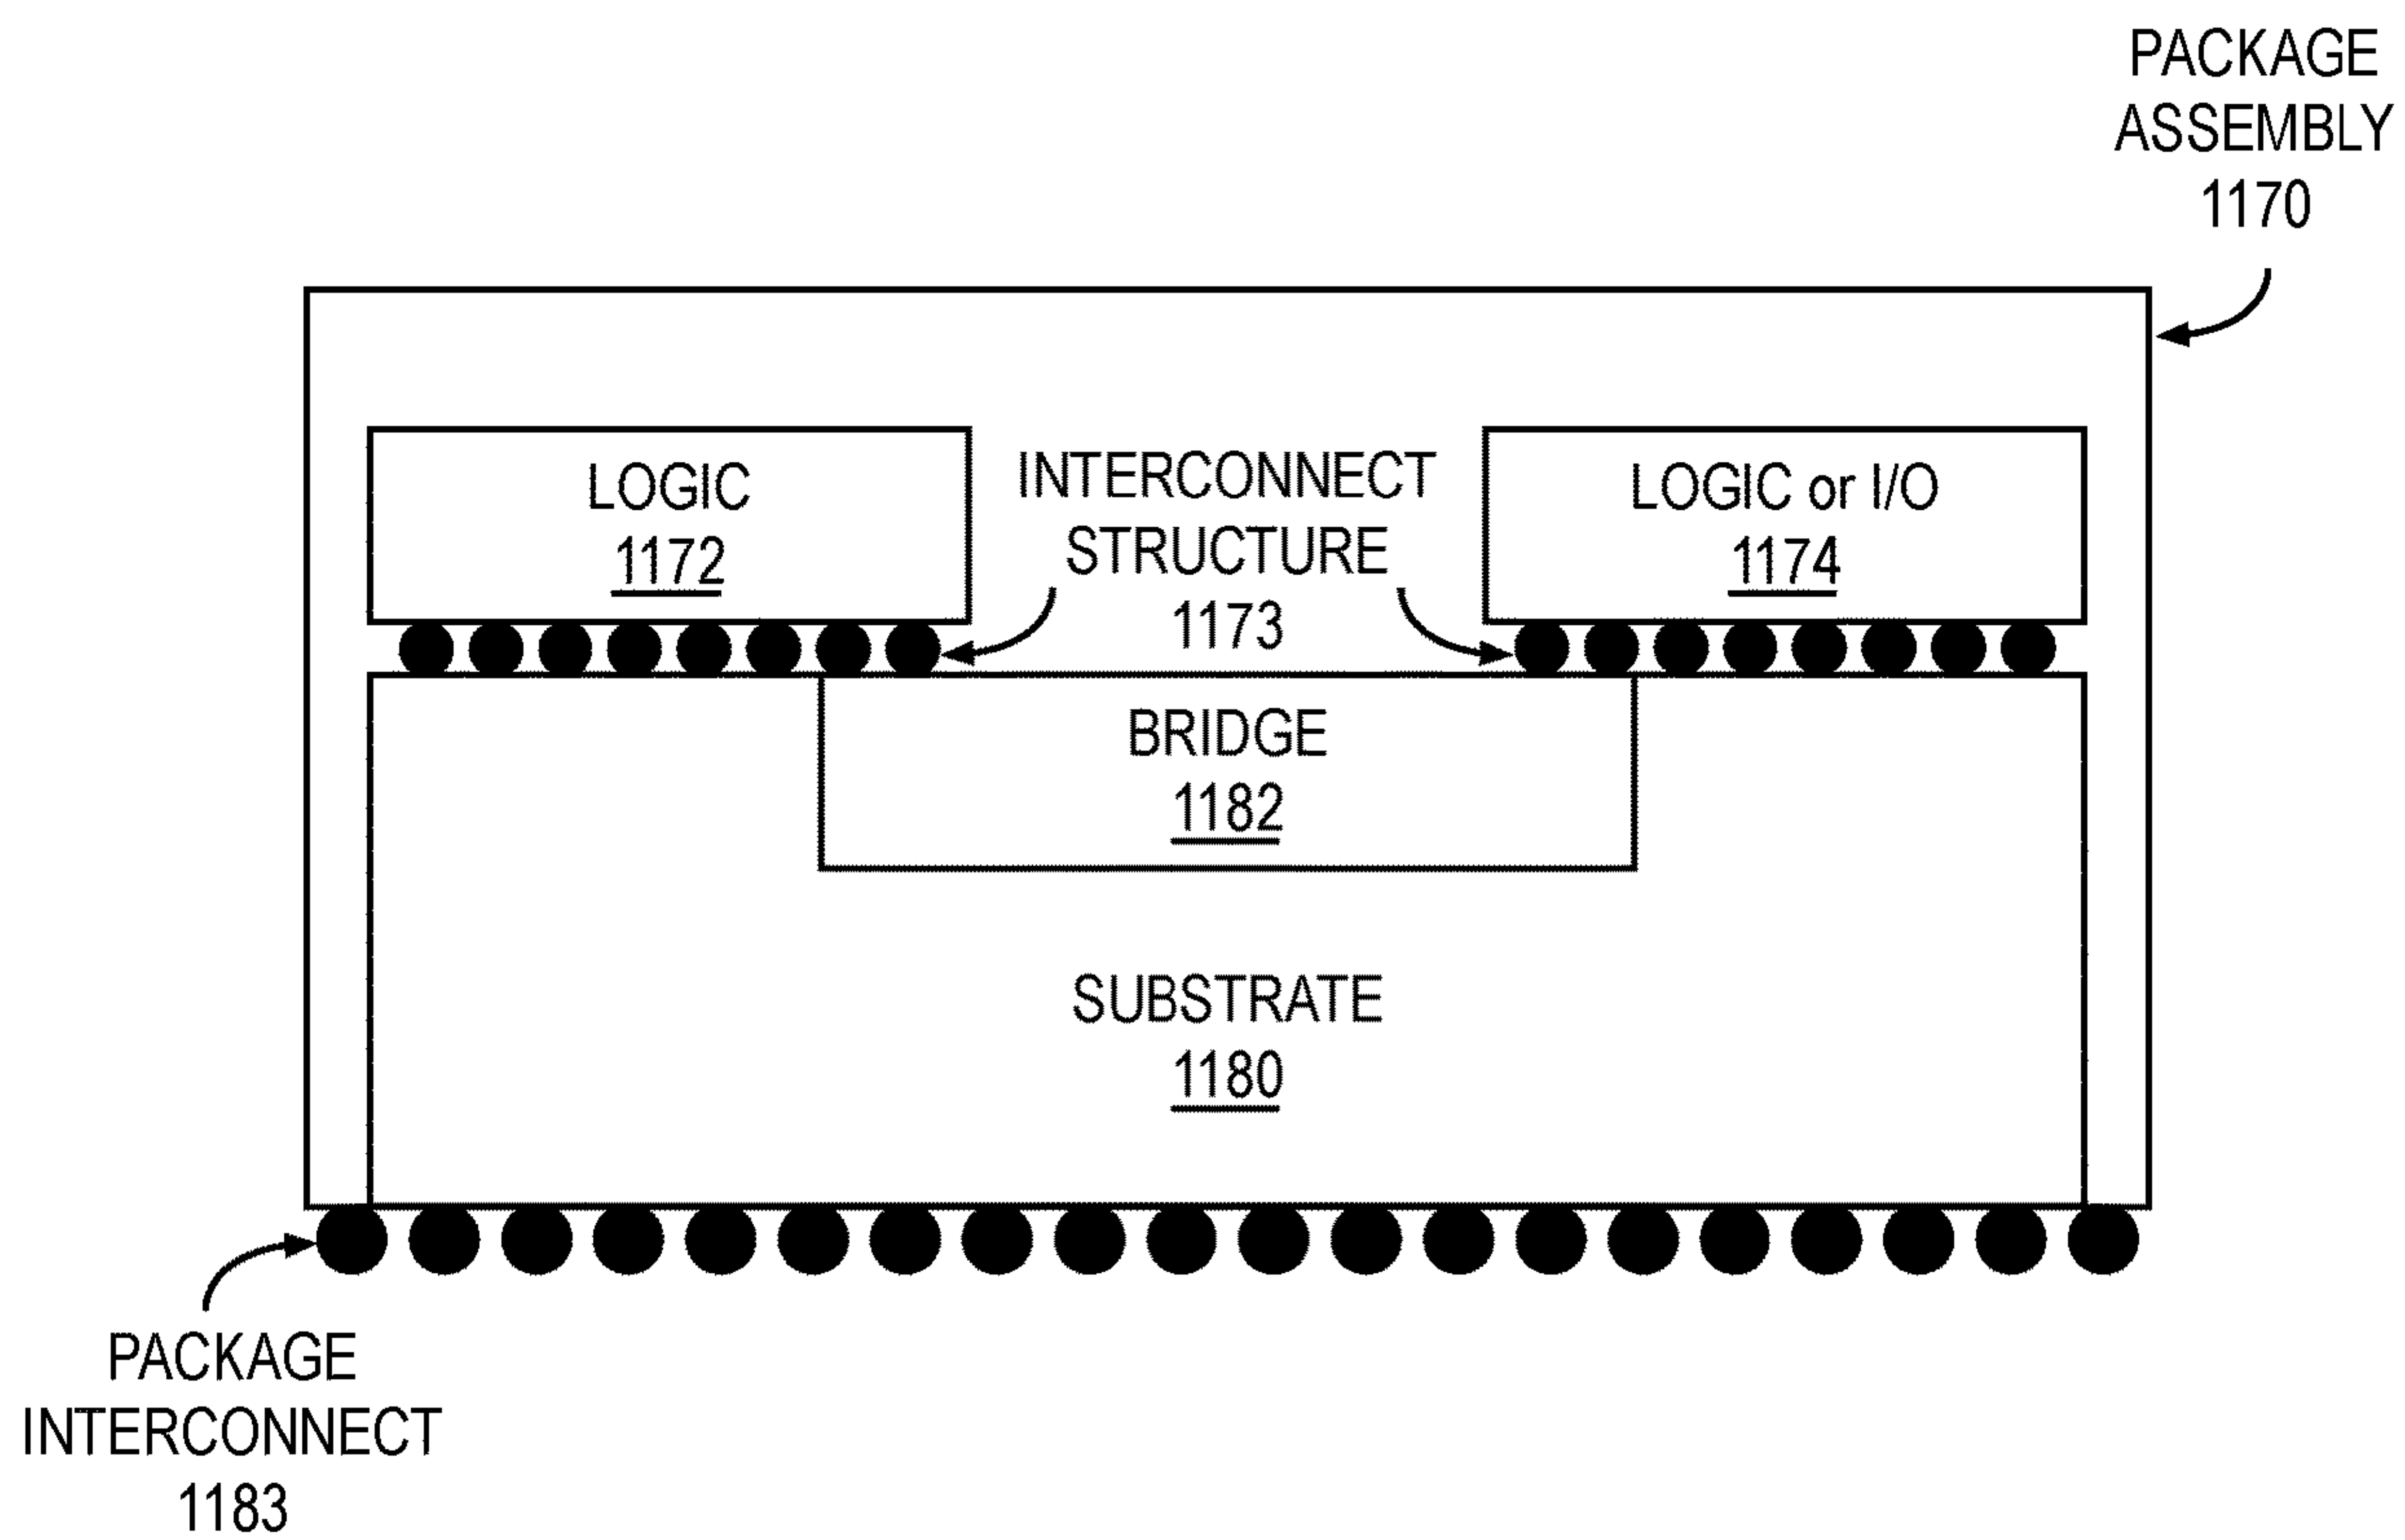 PACKAGE
ASSEMBLY
1170
LOGIC
1172
INTERCONNECT
STRUCTURE
1173
LOGIC or I/O
1174
BRIDGE
1182
SUBSTRATE
1180
PACKAGE
INTERCONNECT
1183